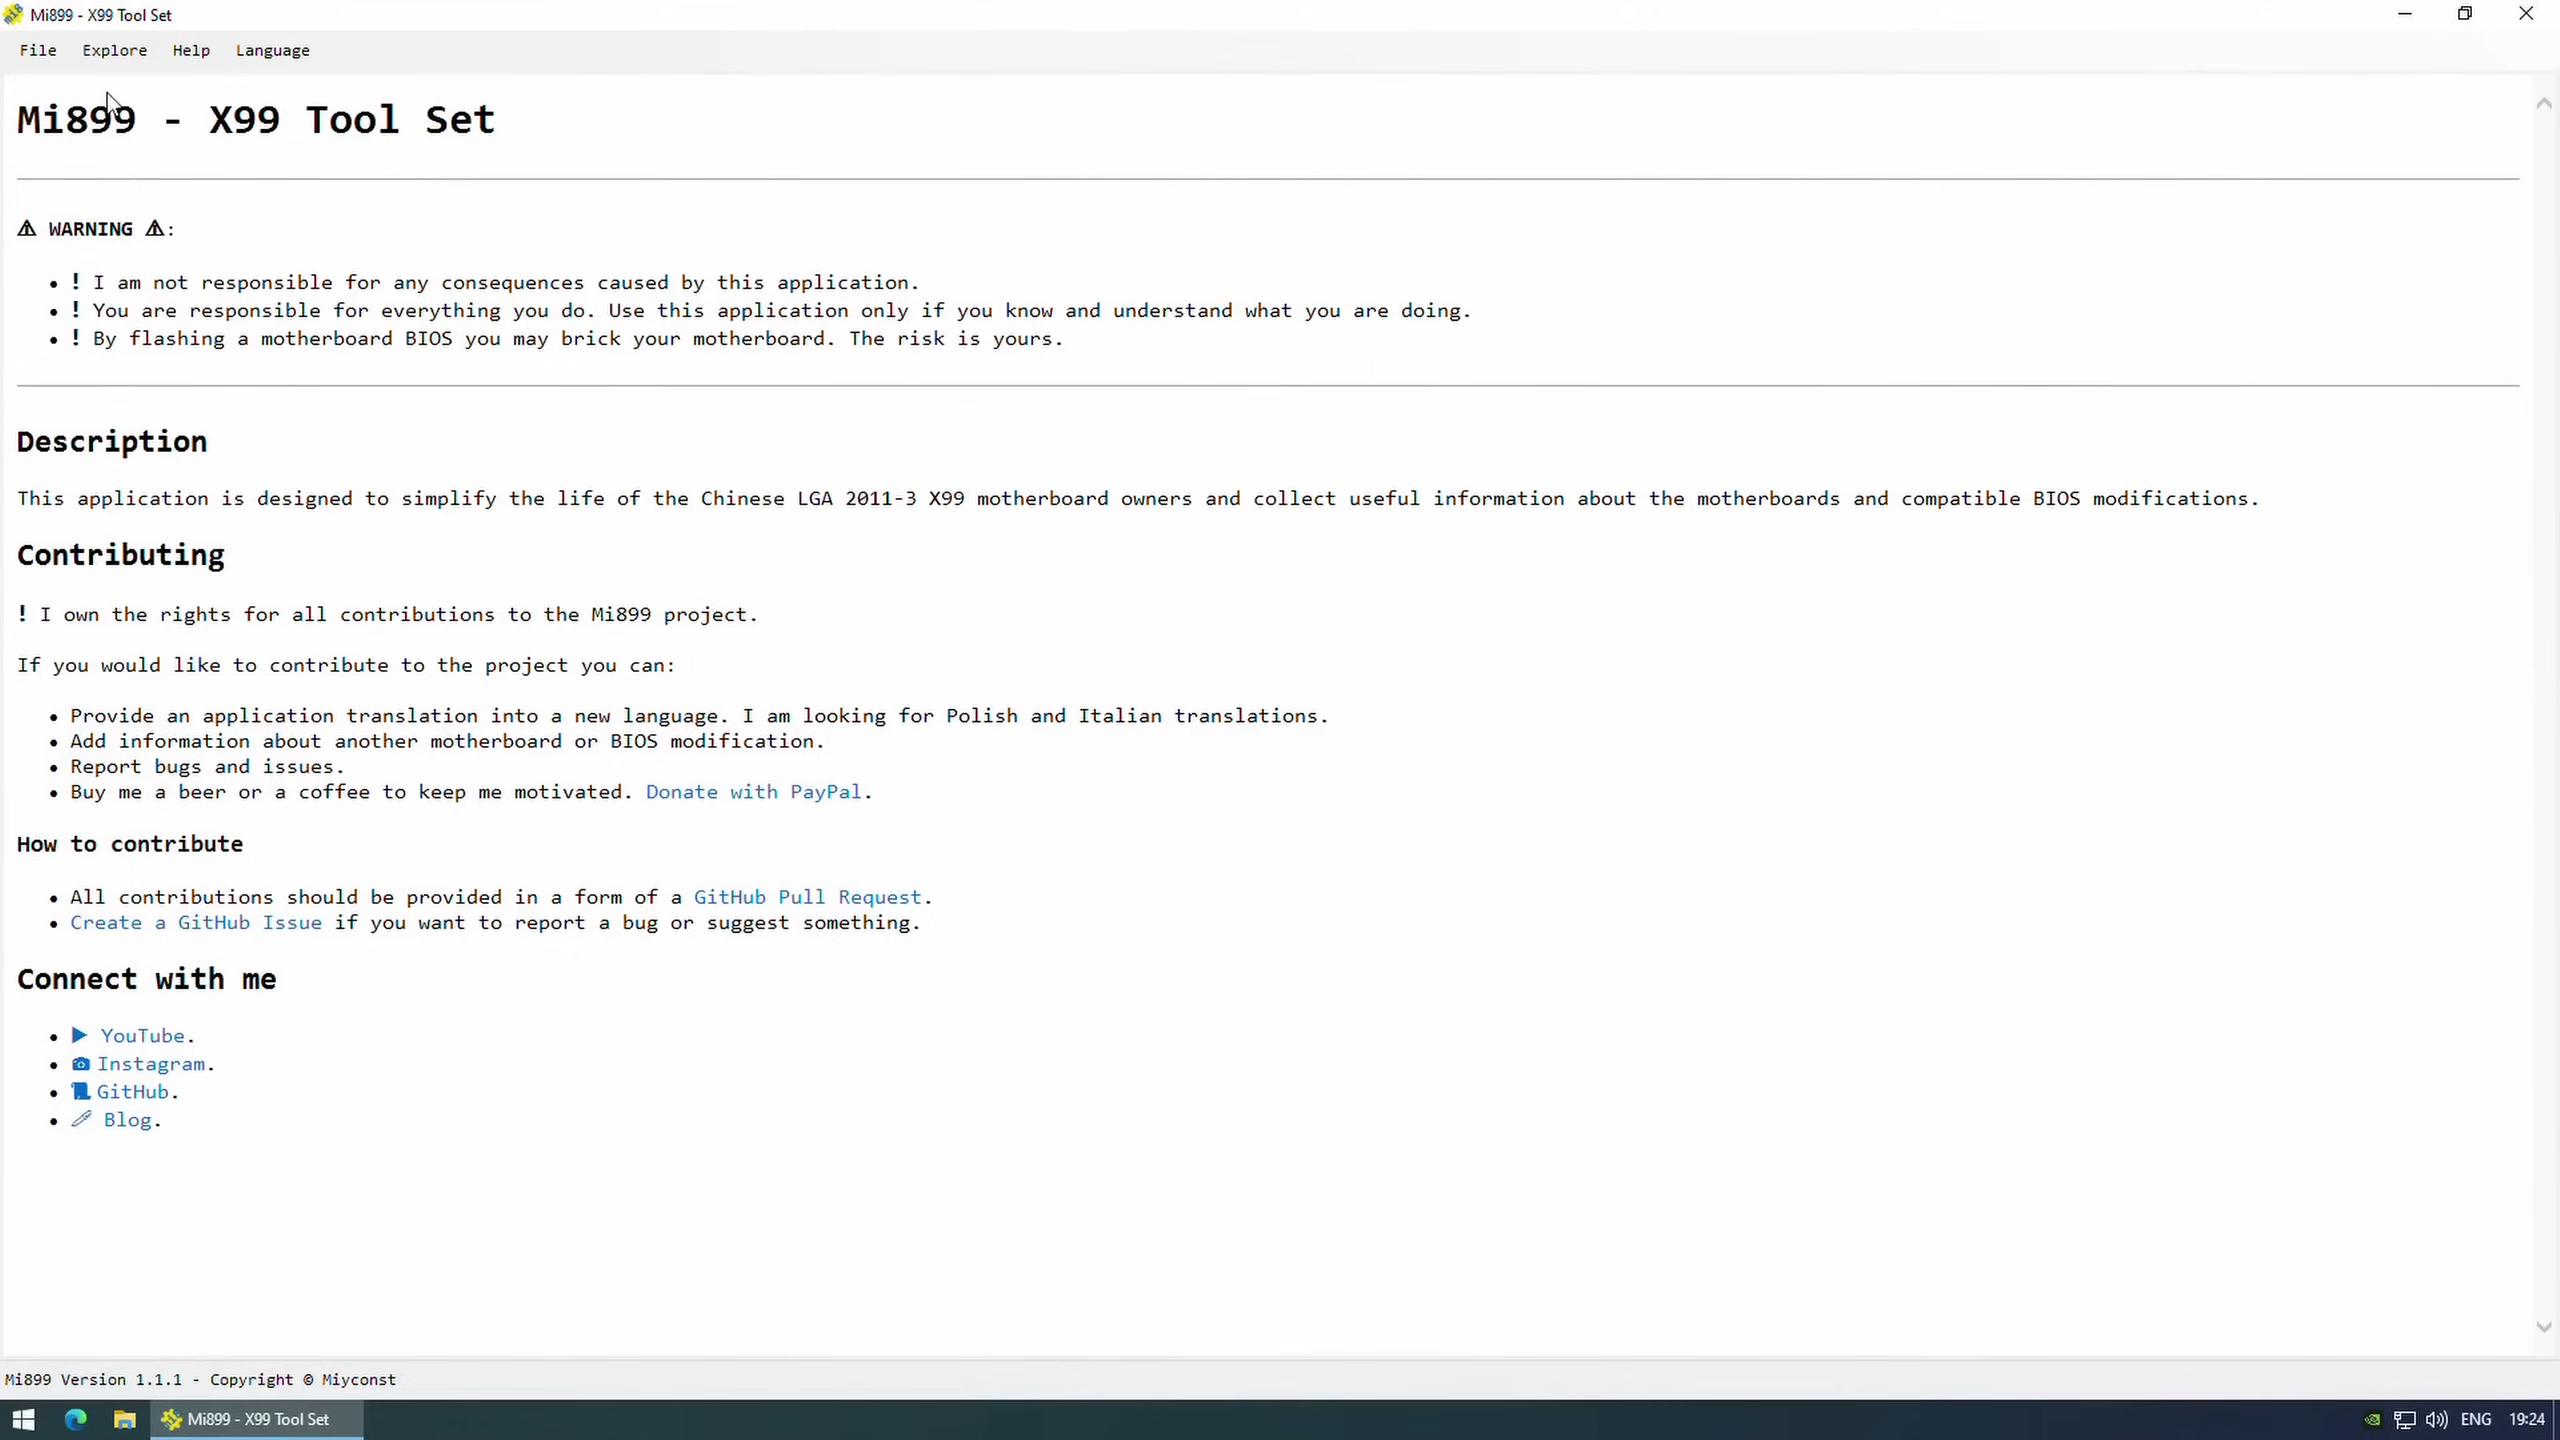 Mi899 - X99 Tool Set
File Explore Help Language
Mi899 - X99 Tool Set
⚠ WARNING ⚠:
• ! I am not responsible for any consequences caused by this application.
• ! You are responsible for everything you do. Use this application only if you know and understand what you are doing.
• ! By flashing a motherboard BIOS you may brick your motherboard. The risk is yours.
Description
This application is designed to simplify the life of the Chinese LGA 2011-3 X99 motherboard owners and collect useful information about the motherboards and compatible BIOS modifications.
Contributing
! I own the rights for all contributions to the Mi899 project.
If you would like to contribute to the project you can:
• Provide an application translation into a new language. I am looking for Polish and Italian translations.
• Add information about another motherboard or BIOS modification.
• Report bugs and issues.
• Buy me a beer or a coffee to keep me motivated. Donate with PayPal.
How to contribute
• All contributions should be provided in a form of a GitHub Pull Request.
• Create a GitHub Issue if you want to report a bug or suggest something.
Connect with me
• YouTube.
• Instagram.
• GitHub.
• Blog.
Mi899 Version 1.1.1 - Copyright © Miyconst
Mi899 - X99 Tool Set ENG 19:24